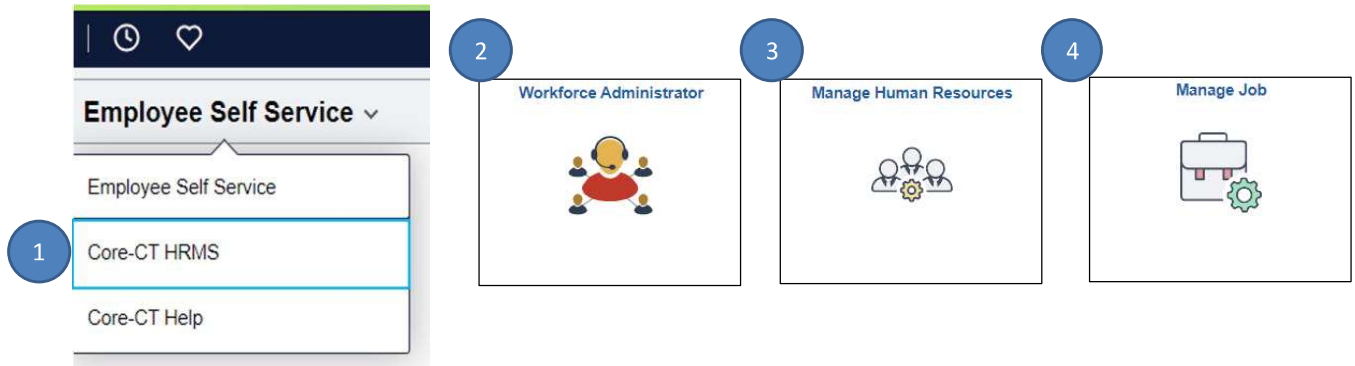 Employee Self Service
Employee Self Service
1
Core-CT HRMS
Core-CT Help
2
Workforce Administrator
3
Manage Human Resources
4
Manage Job